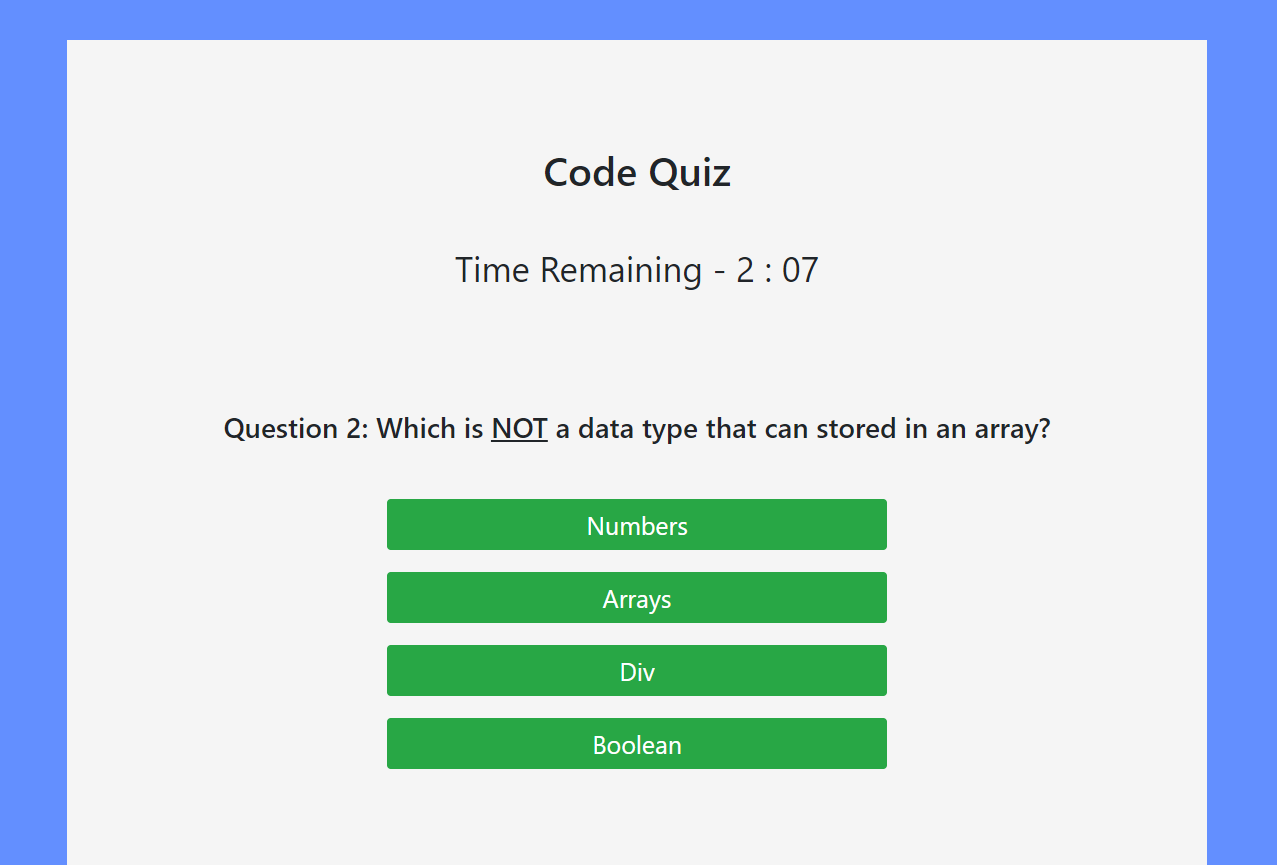 Code Quiz
Time Remaining - 2 : 07
Question 2: Which is NOT a data type that can stored in an array?
Numbers
Arrays
Div
Boolean